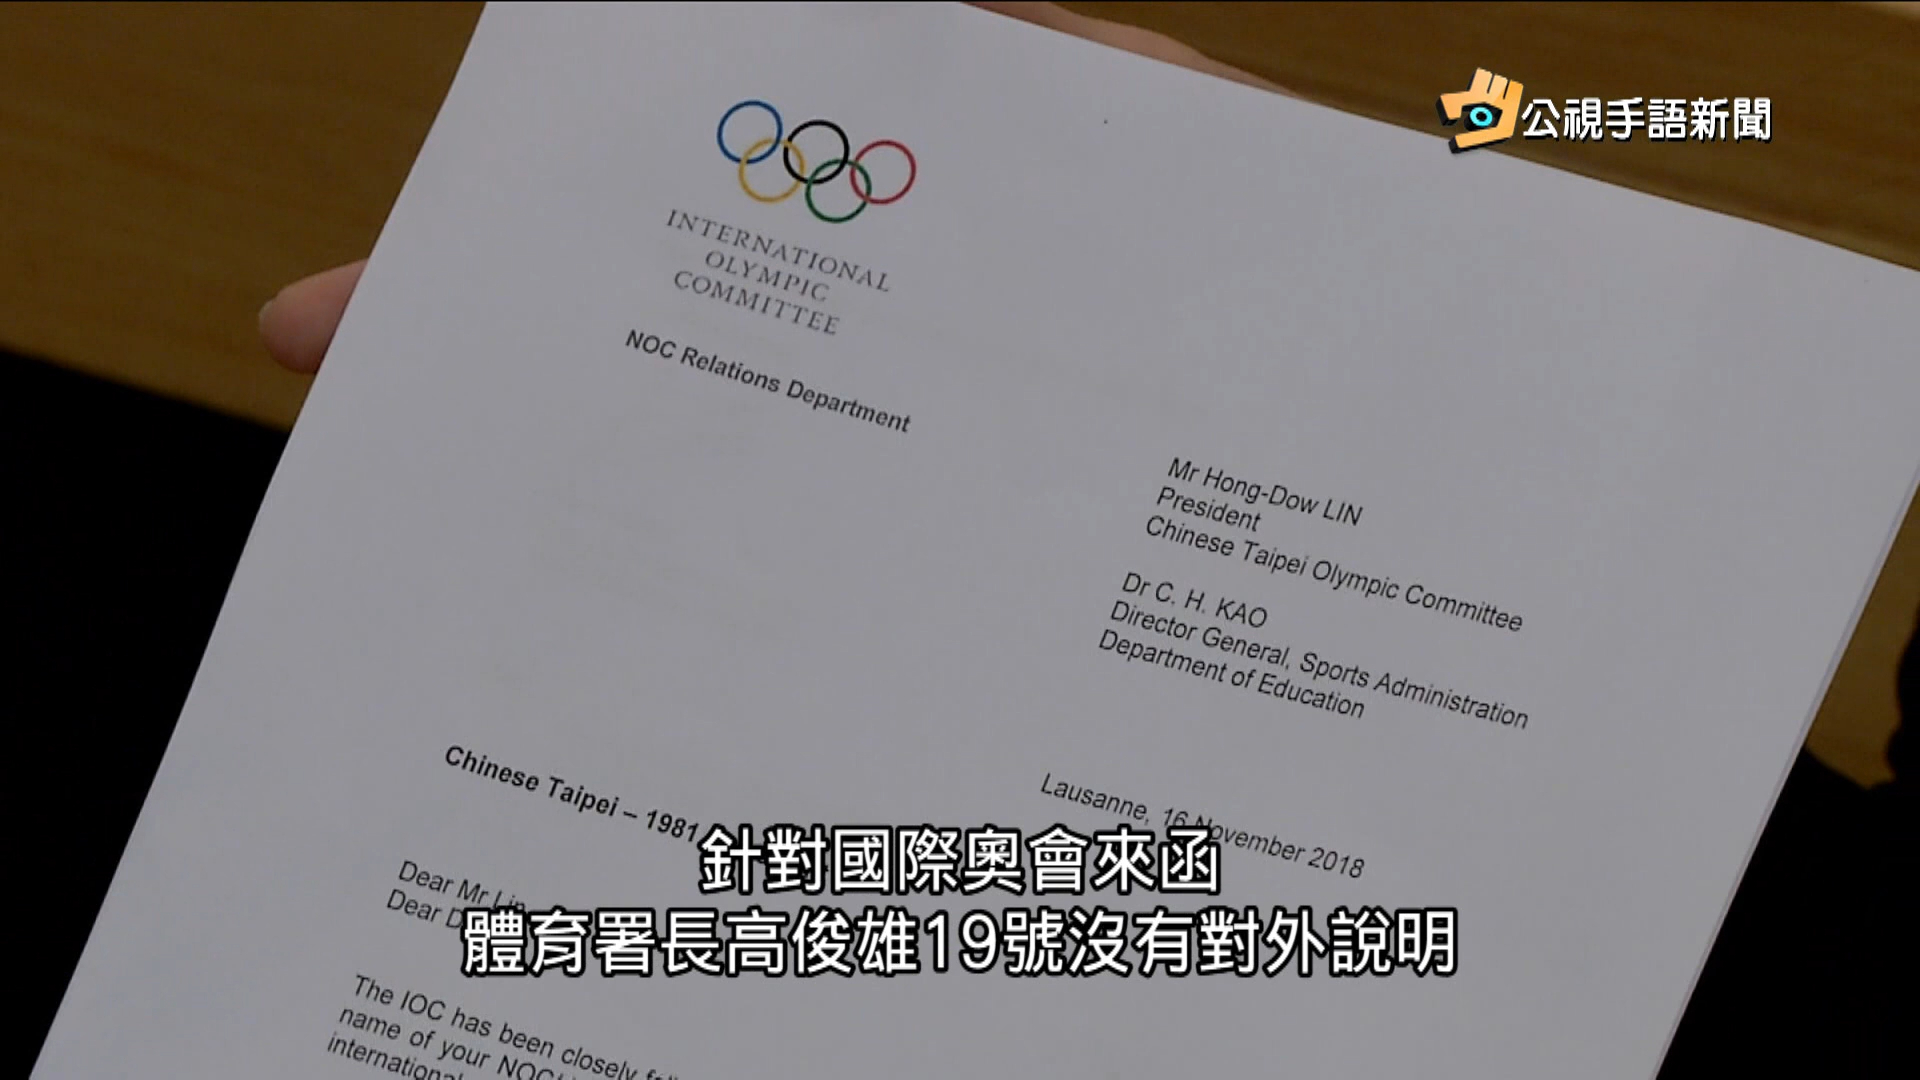 公視手語新聞
INTERNATIONAL
OLYMPIC
COMMITTEE
NOC Relations Department
Mr Hong-Dow LIN
President
Chinese Taipei Olympic Committee
Dr C. H. KAO
Director General, Sports Administration
Department of Education
Lausanne, 16 November 2018
Chinese Taipei – 1981
Dear Mr Lin
Dear
The IOC has been closely
name of your
international
針對國際奧會來函
體育署長高俊雄19號沒有對外說明